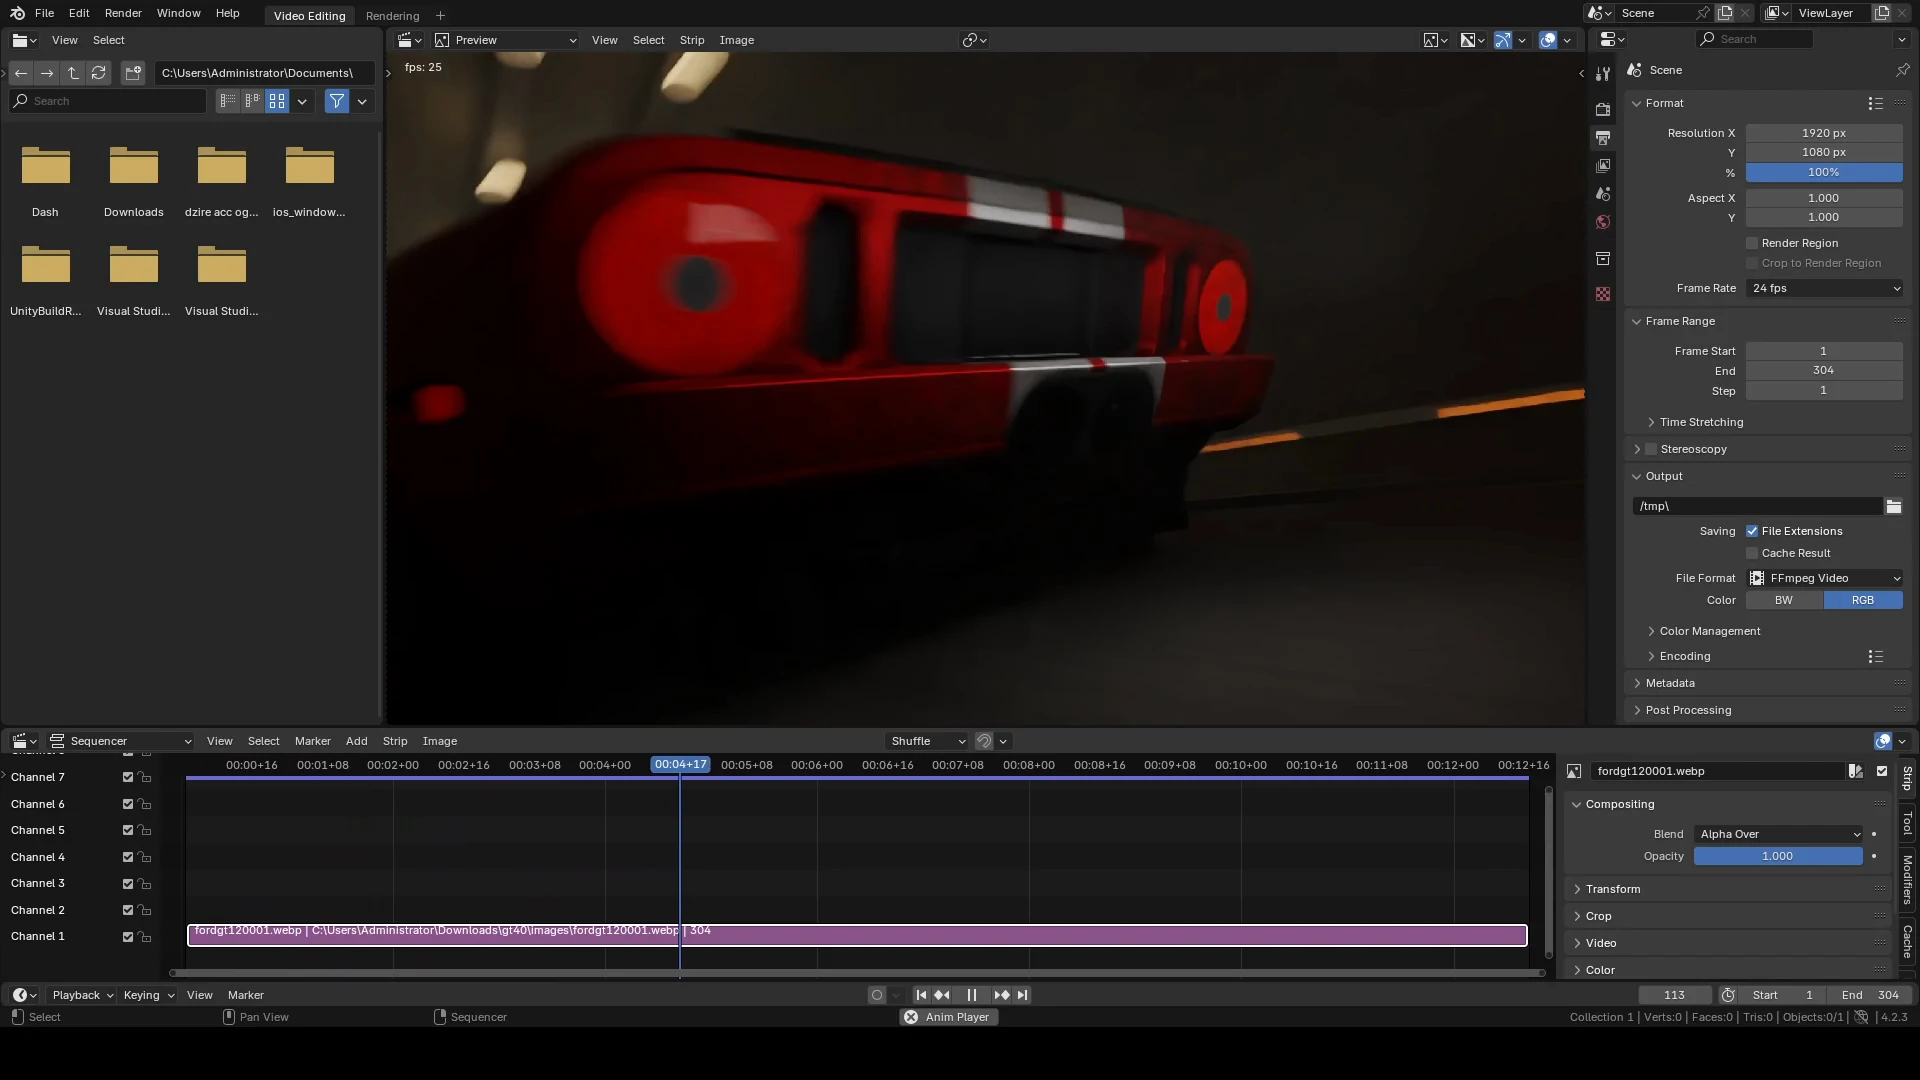 File Edit Render Window Help Video Editing Rendering + Scene ViewLayer
View Select Preview View Select Strip Image Search
C:\Users\Administrator\Documents\
Search
fps: 25
Dash Downloads dzire acc og... ios_window...
UnityBuildR... Visual Studi... Visual Studi...
Scene
Format
Resolution X 1920 px
Y 1080 px
% 100%
Aspect X 1.000
Y 1.000
Render Region
Crop to Render Region
Frame Rate 24 fps
Frame Range
Frame Start 1
End 304
Step 1
Time Stretching
Stereoscopy
Output
/tmp\
Saving File Extensions
Cache Result
File Format FFmpeg Video
Color BW RGB
Color Management
Encoding
Metadata
Post Processing
Sequencer View Select Marker Add Strip Image Shuffle
00:00+16 00:01+08 00:02+00 00:02+16 00:03+08 00:04+00 00:04+17 00:05+08 00:06+00 00:06+16 00:07+08 00:08+00 00:08+16 00:09+08 00:10+00 00:10+16 00:11+08 00:12+00 00:12+16
Channel 7
Channel 6
Channel 5
Channel 4
Channel 3
Channel 2
Channel 1
fordgt120001.webp | C:\Users\Administrator\Downloads\gt40\images\fordgt120001.webp | 304
fordgt120001.webp
Compositing
Blend Alpha Over
Opacity 1.000
Transform
Crop
Video
Color
Strip
Tool
Modifiers
Cache
Playback Keying View Marker 113 Start 1 End 304
Select Pan View Sequencer Anim Player Collection 1 | Verts:0 | Faces:0 | Tris:0 | Objects:0/1 | 4.2.3